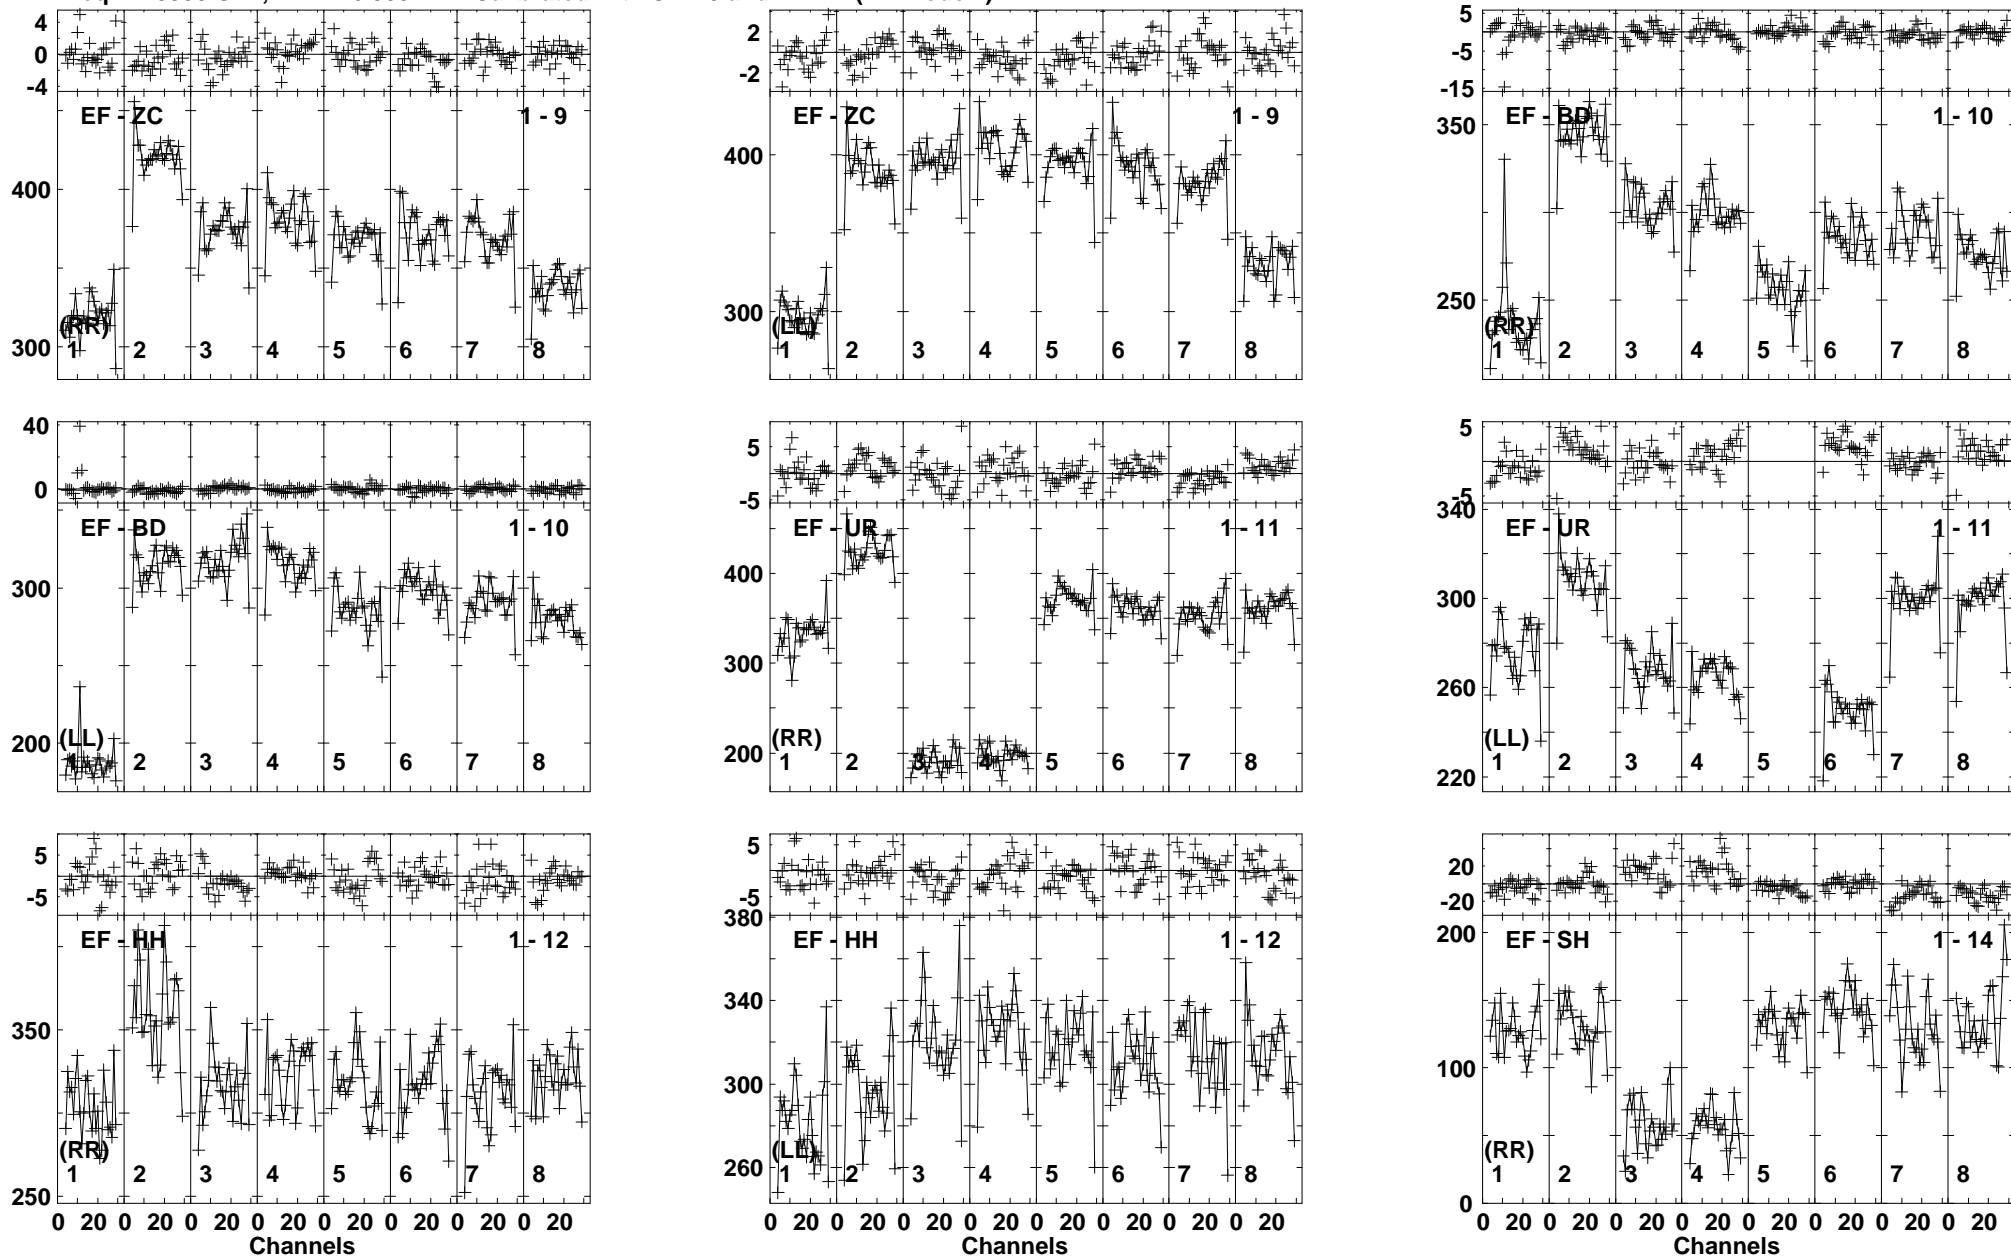 4
0
-4
EF - ZC 1 - 9
400
300
(RR)
1 2 3 4 5 6 7 8
2
-2
EF - ZC 1 - 9
400
300
(LL)
1 2 3 4 5 6 7 8
5
-5
-15
EF - BD 1 - 10
350
250
(RR)
1 2 3 4 5 6 7 8
40
0
EF - BD 1 - 10
300
200
(LL)
1 2 3 4 5 6 7 8
5
-5
EF - UR 1 - 11
400
300
200
(RR)
1 2 3 4 5 6 7 8
5
-5
340
EF - UR 1 - 11
300
260
220
(LL)
1 2 3 4 5 6 7 8
5
-5
EF - HH 1 - 12
350
250
(RR)
1 2 3 4 5 6 7 8
0 20 0 20 0 20 0 20 0 20 0 20 0 20 0 20
Channels
5
-5
380
EF - HH 1 - 12
340
300
260
(LL)
1 2 3 4 5 6 7 8
0 20 0 20 0 20 0 20 0 20 0 20 0 20 0 20
Channels
20
-20
200
EF - SH 1 - 14
100
0
(RR)
1 2 3 4 5 6 7 8
0 20 0 20 0 20 0 20 0 20 0 20 0 20 0 20
Channels